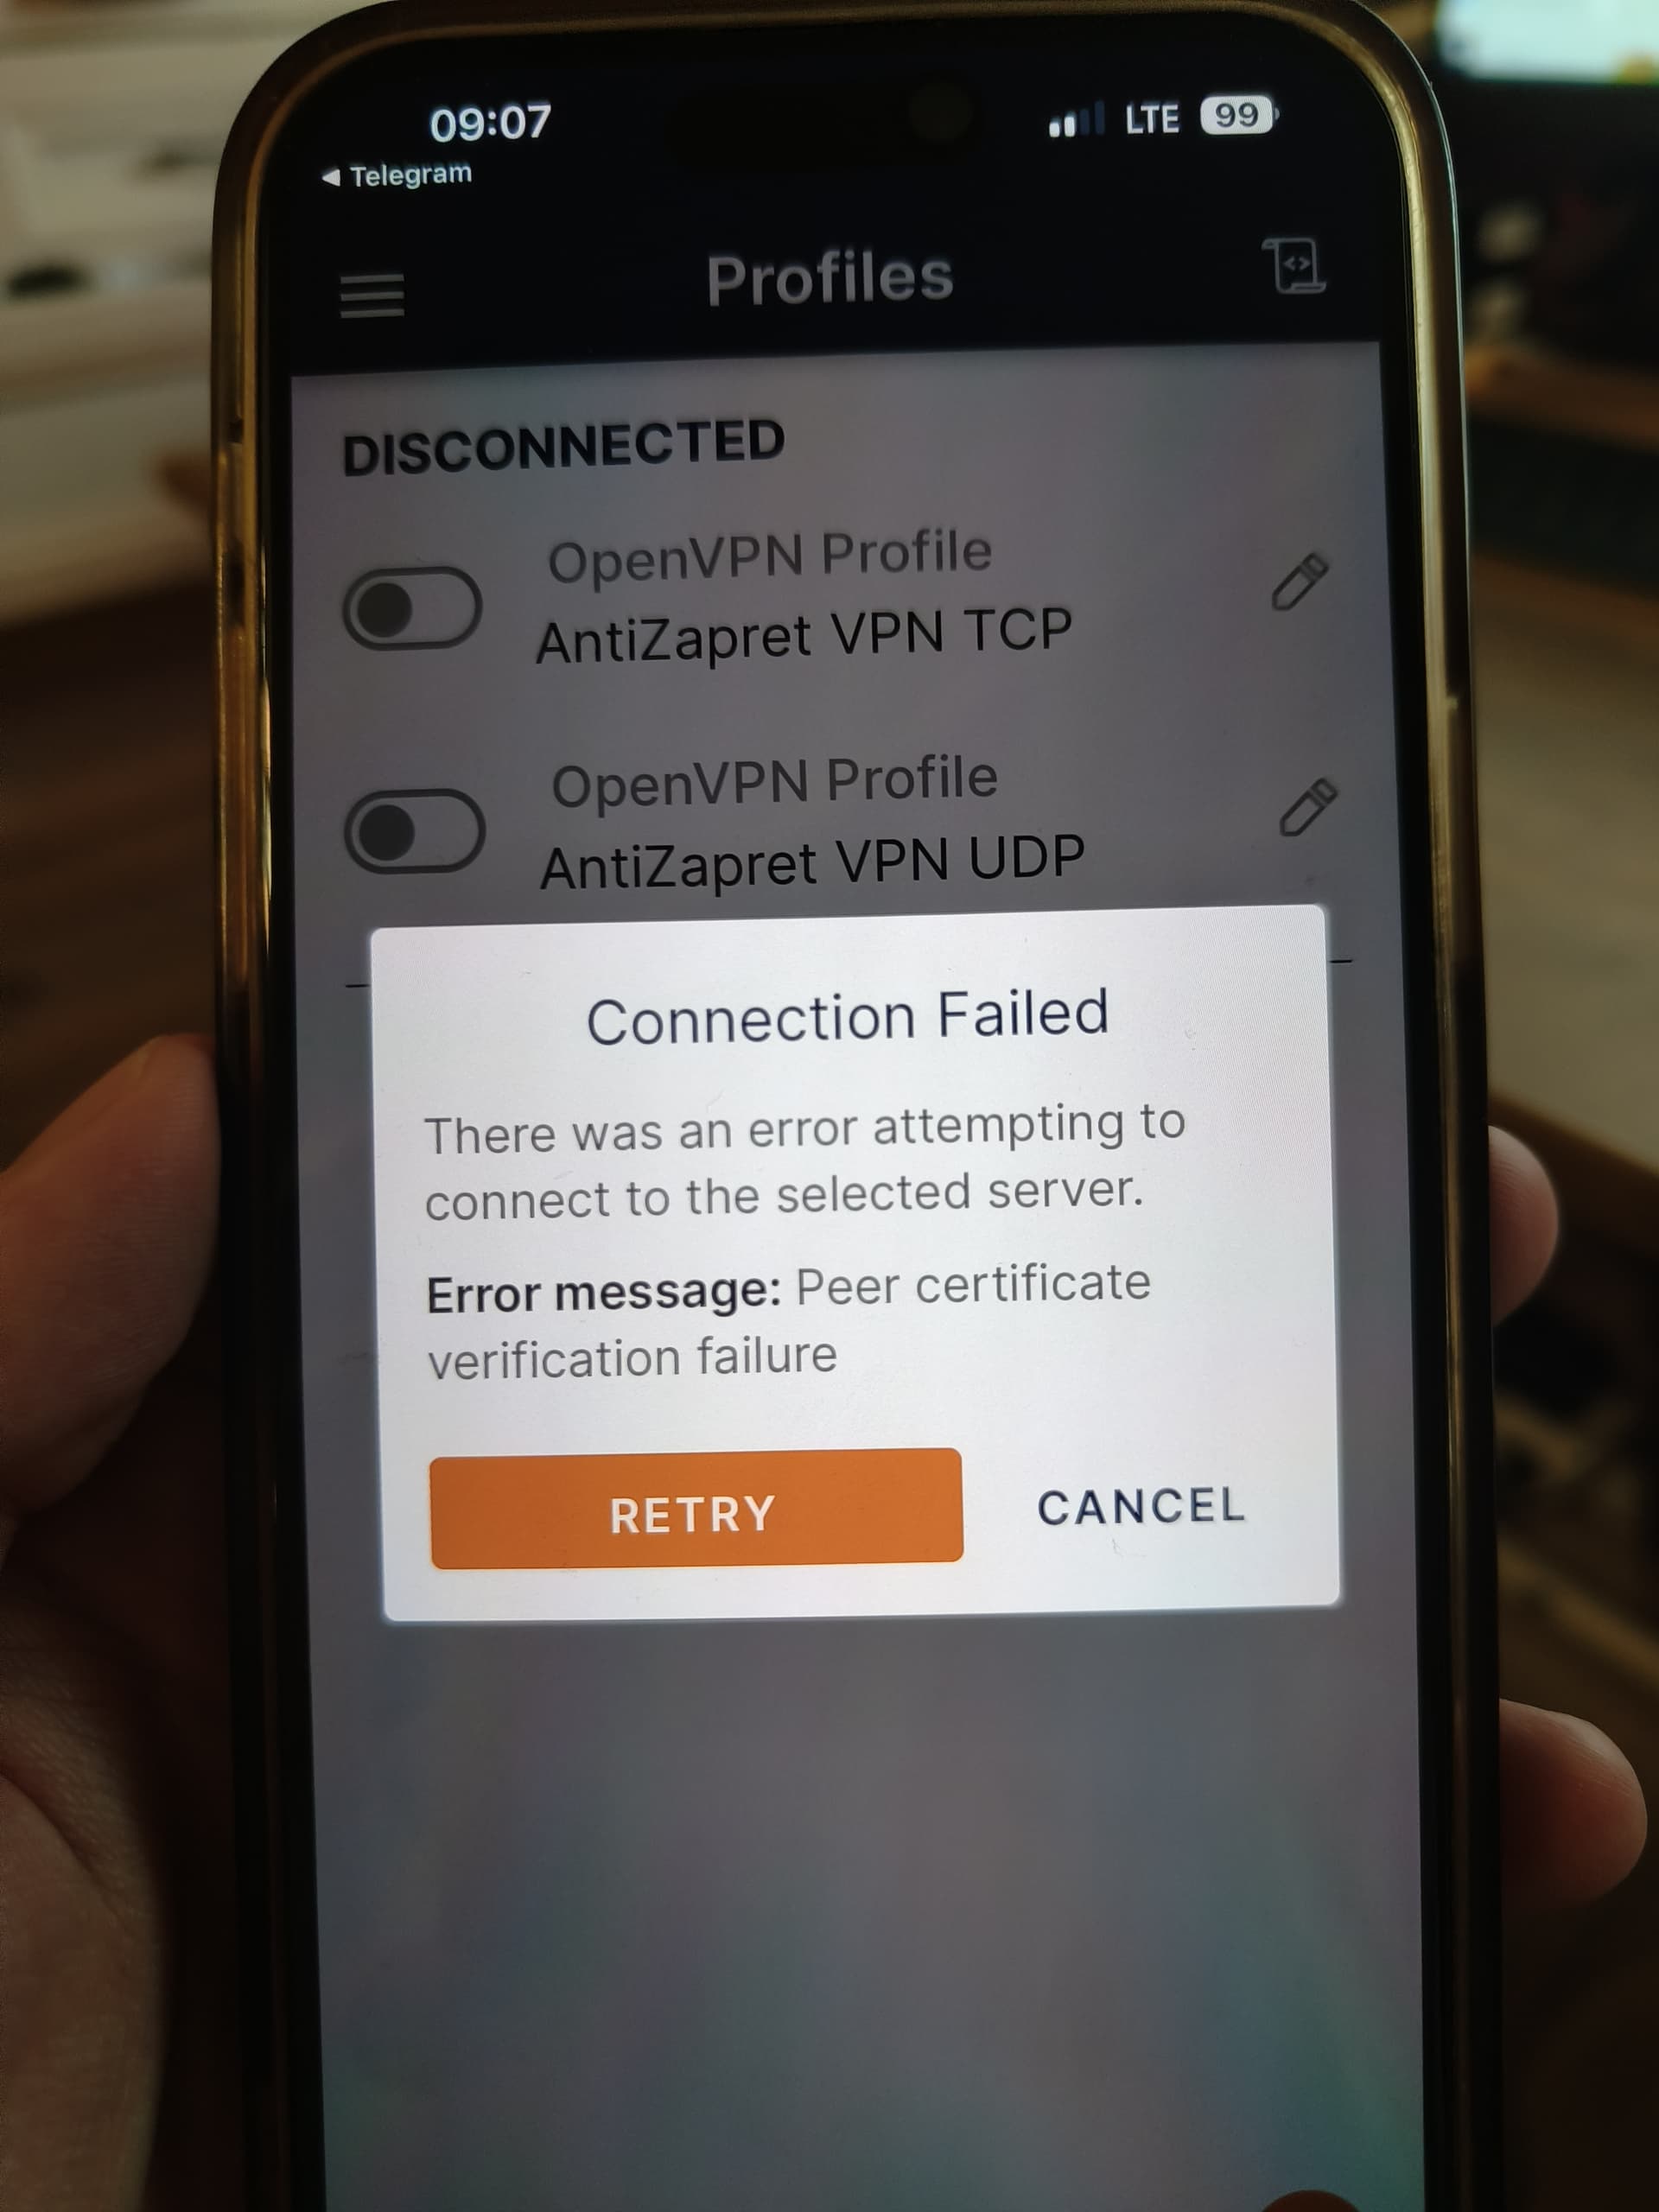 09:07
LTE 99
◀ Telegram
Profiles
DISCONNECTED
OpenVPN Profile
AntiZapret VPN TCP
OpenVPN Profile
AntiZapret VPN UDP
Connection Failed
There was an error attempting to
connect to the selected server.
Error message: Peer certificate
verification failure
RETRY
CANCEL